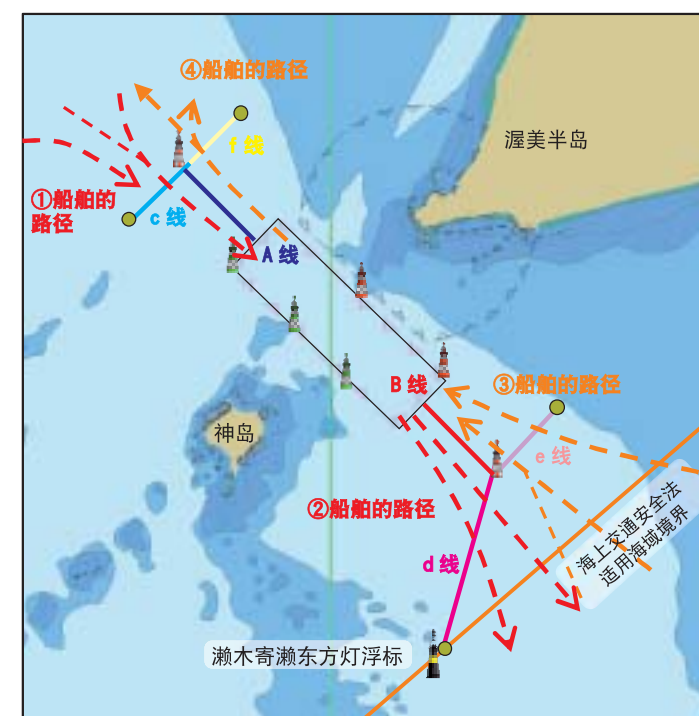 ④船舶的路径
f 线
渥美半岛
①船舶的
路径
c 线
A 线
B 线
③船舶的路径
神岛
e 线
②船舶的路径
海上交通安全法
适用海域境界
d 线
濑木寄濑东方灯浮标